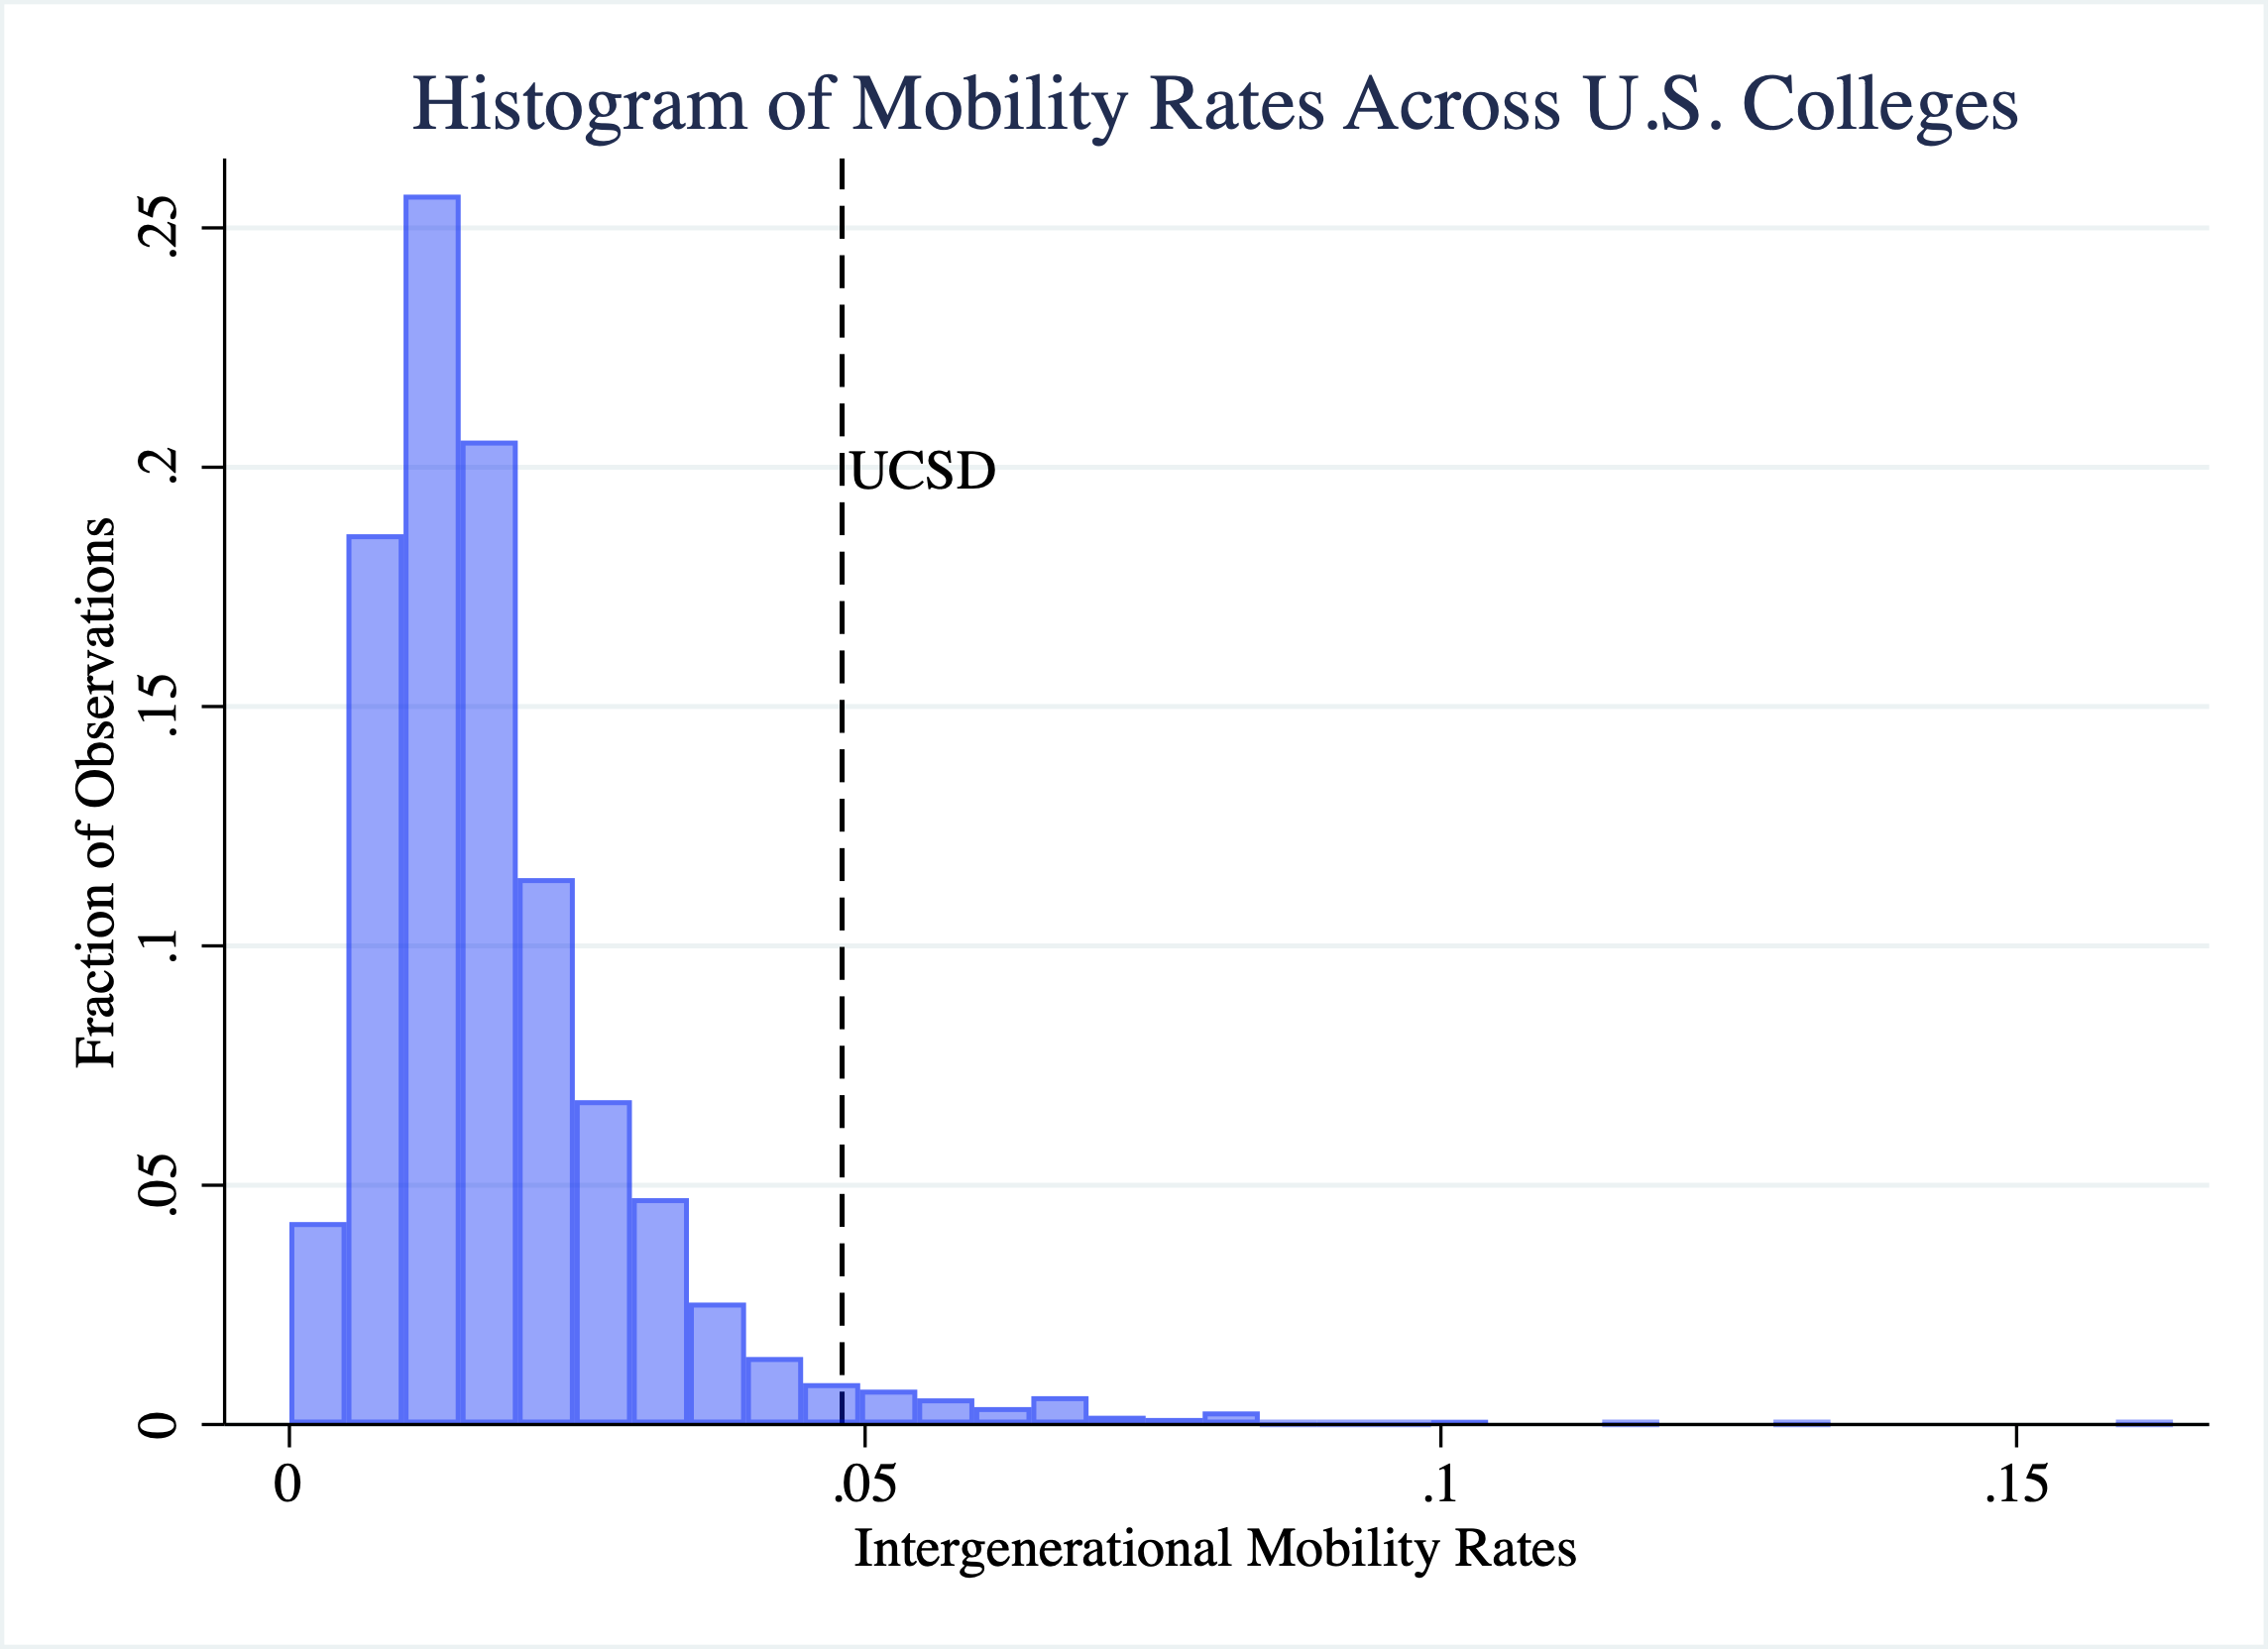 Histogram of Mobility Rates Across U.S. Colleges
Fraction of Observations
.25
.2
.15
.1
.05
0
UCSD
0 .05 .1 .15
Intergenerational Mobility Rates